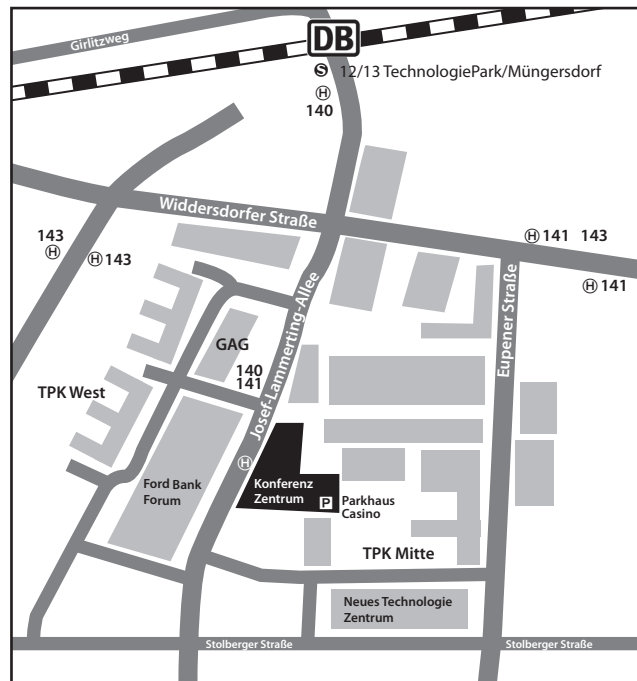 Girlitzweg
DB
S 12/13 TechnologiePark/Müngersdorf
H
140
Widdersdorfer Straße
143
H
H 143
H 141 143
H 141
Josef-Lammerting-Allee
Eupener Straße
GAG
140
141
TPK West
H
Ford Bank
Forum
Konferenz
Zentrum
P
Parkhaus
Casino
TPK Mitte
Neues Technologie
Zentrum
Stolberger Straße
Stolberger Straße